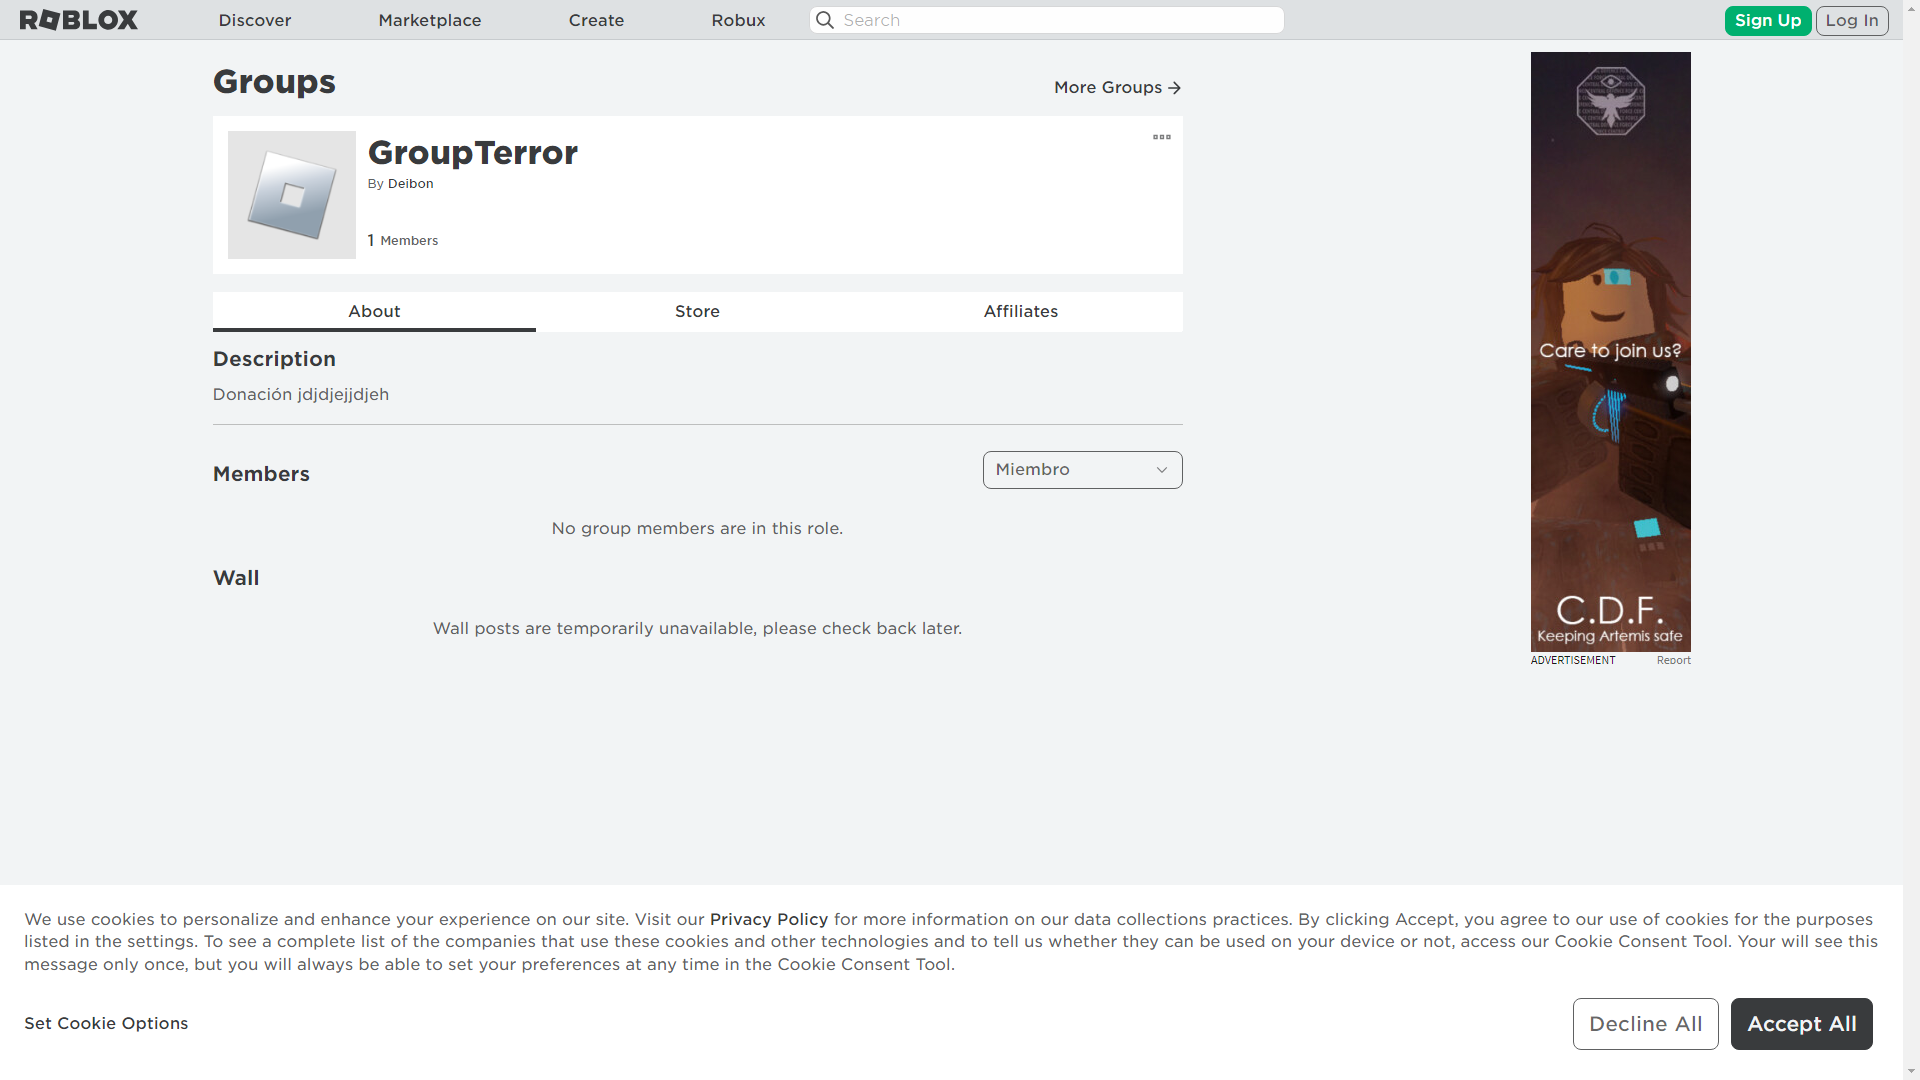 ROBLOX Discover Marketplace Create Robux Search Sign Up Log In
Groups
More Groups
GroupTerror
By Deibon
1 Members
About Store Affiliates
Description
Donación jdjdjejjdjeh
Members
Miembro
No group members are in this role.
Wall
Wall posts are temporarily unavailable, please check back later.
Care to join us?
C.D.F.
Keeping Artemis safe
ADVERTISEMENT Report
We use cookies to personalize and enhance your experience on our site. Visit our Privacy Policy for more information on our data collections practices. By clicking Accept, you agree to our use of cookies for the purposes
listed in the settings. To see a complete list of the companies that use these cookies and other technologies and to tell us whether they can be used on your device or not, access our Cookie Consent Tool. Your will see this
message only once, but you will always be able to set your preferences at any time in the Cookie Consent Tool.
Set Cookie Options
Decline All
Accept All